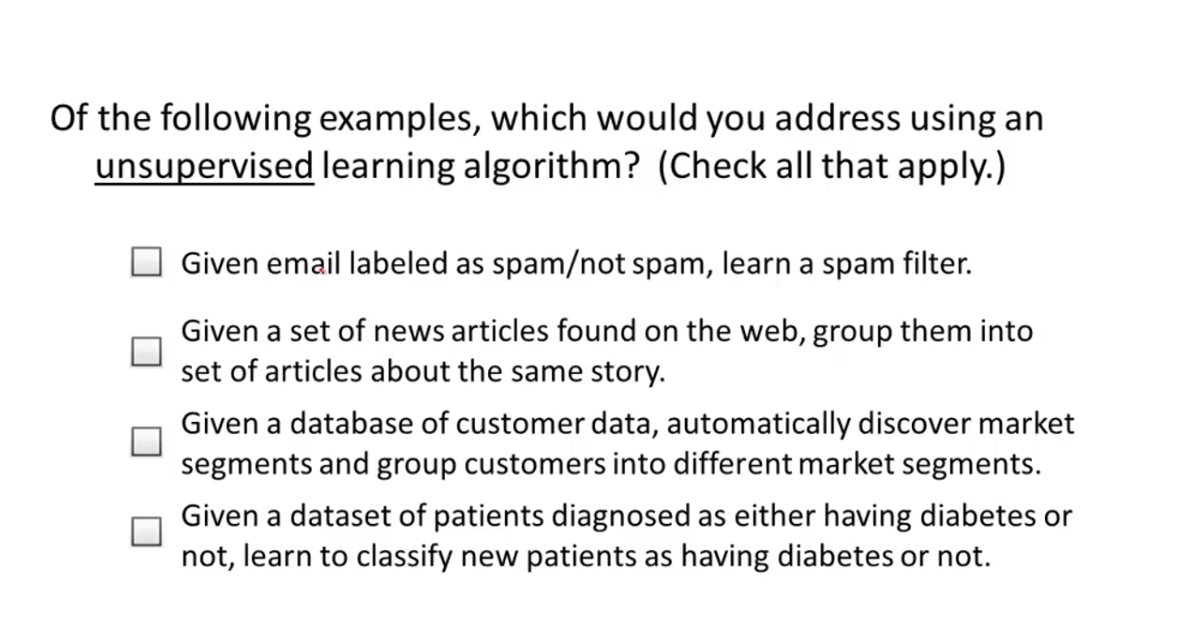 Of the following examples, which would you address using an
unsupervised learning algorithm? (Check all that apply.)
Given email labeled as spam/not spam, learn a spam filter.
Given a set of news articles found on the web, group them into
set of articles about the same story.
Given a database of customer data, automatically discover market
segments and group customers into different market segments.
Given a dataset of patients diagnosed as either having diabetes or
not, learn to classify new patients as having diabetes or not.